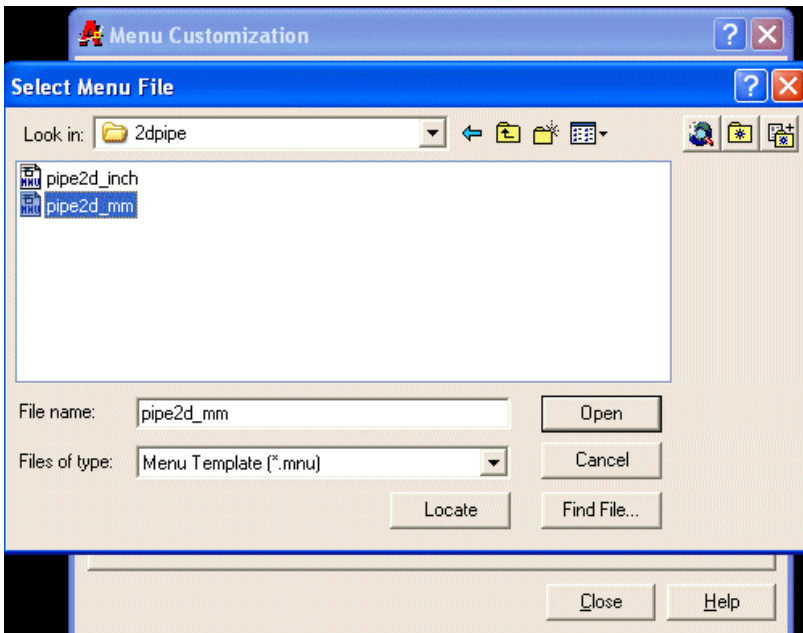 Menu Customization
Select Menu File
Look in: 2dpipe
pipe2d_inch
pipe2d_mm
File name: pipe2d_mm Open
Files of type: Menu Template (*.mnu) Cancel
Locate Find File...
Close Help